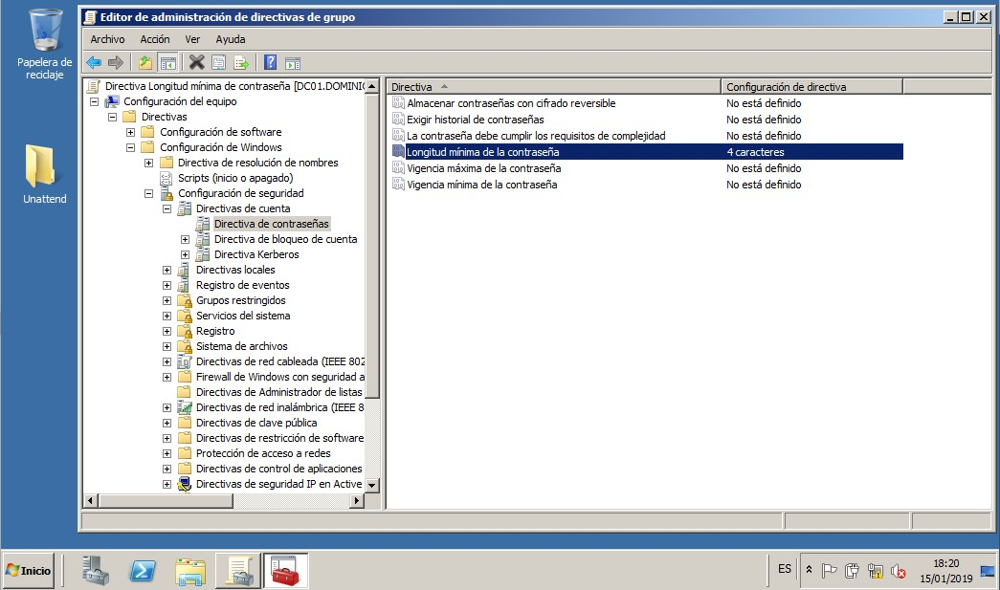 Papelera de
reciclaje
Unattend
Editor de administración de directivas de grupo
Archivo Acción Ver Ayuda
Directiva Longitud mínima de contraseña [DC01.DOMINI
Configuración del equipo
Directivas
Configuración de software
Configuración de Windows
Directiva de resolución de nombres
Scripts (inicio o apagado)
Configuración de seguridad
Directivas de cuenta
Directiva de contraseñas
Directiva de bloqueo de cuenta
Directiva Kerberos
Directivas locales
Registro de eventos
Grupos restringidos
Servicios del sistema
Registro
Sistema de archivos
Directivas de red cableada (IEEE 802
Firewall de Windows con seguridad a
Directivas de Administrador de listas
Directivas de red inalámbrica (IEEE 8
Directivas de clave pública
Directivas de restricción de software
Protección de acceso a redes
Directivas de control de aplicaciones
Directivas de seguridad IP en Active
Directiva Configuración de directiva
Almacenar contraseñas con cifrado reversible No está definido
Exigir historial de contraseñas No está definido
La contraseña debe cumplir los requisitos de complejidad No está definido
Longitud mínima de la contraseña 4 caracteres
Vigencia máxima de la contraseña No está definido
Vigencia mínima de la contraseña No está definido
Inicio
ES
18:20
15/01/2019